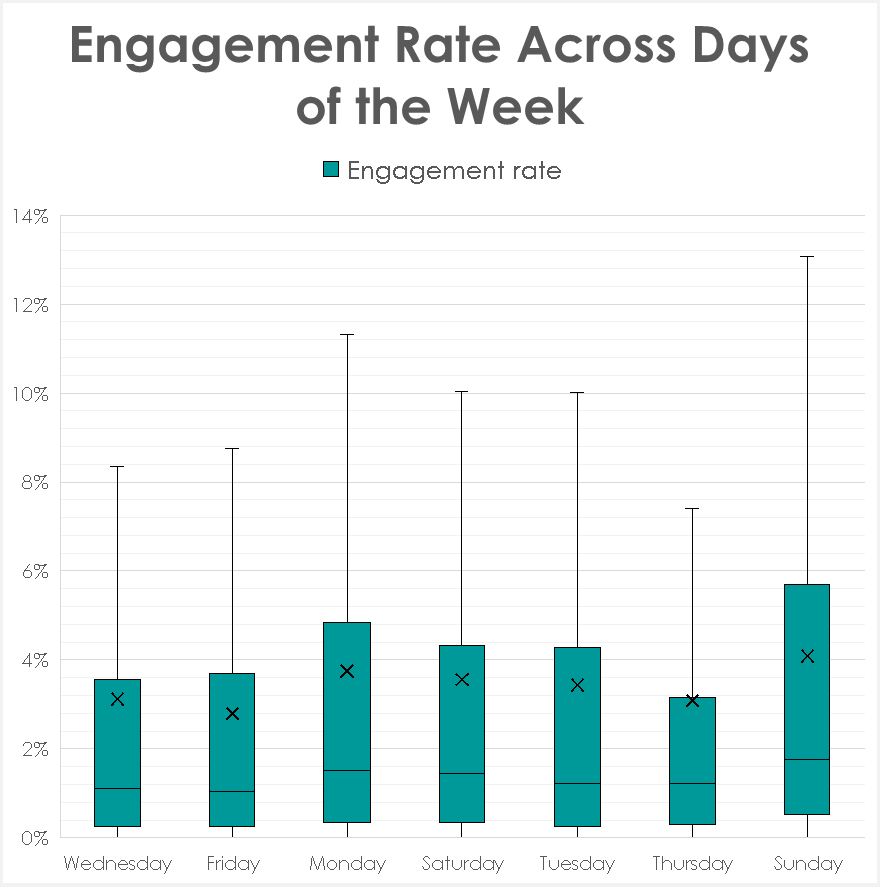 Engagement Rate Across Days
of the Week
Engagement rate
14%
12%
10%
8%
6%
4%
2%
0%
Wednesday Friday Monday Saturday Tuesday Thursday Sunday